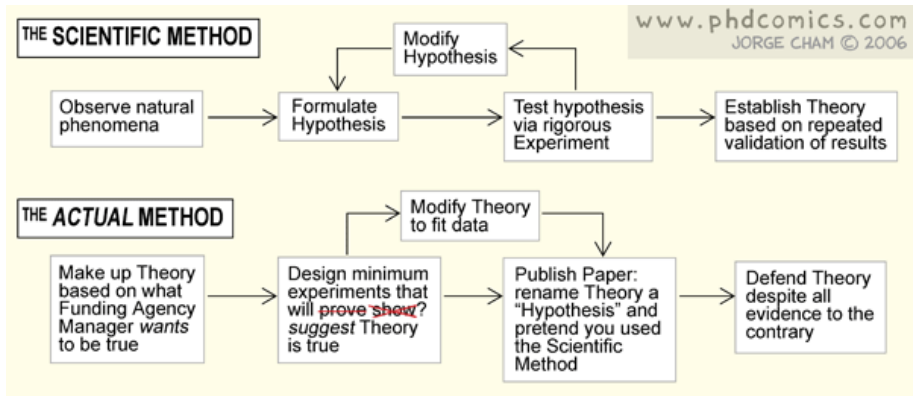 www.phdcomics.com
JORGE CHAM © 2006
THE SCIENTIFIC METHOD
Modify
Hypothesis
Observe natural
phenomena
Formulate
Hypothesis
Test hypothesis
via rigorous
Experiment
Establish Theory
based on repeated
validation of results
THE ACTUAL METHOD
Modify Theory
to fit data
Make up Theory
based on what
Funding Agency
Manager wants
to be true
Design minimum
experiments that
will prove show?
suggest Theory
is true
Publish Paper:
rename Theory a
“Hypothesis” and
pretend you used
the Scientific
Method
Defend Theory
despite all
evidence to the
contrary